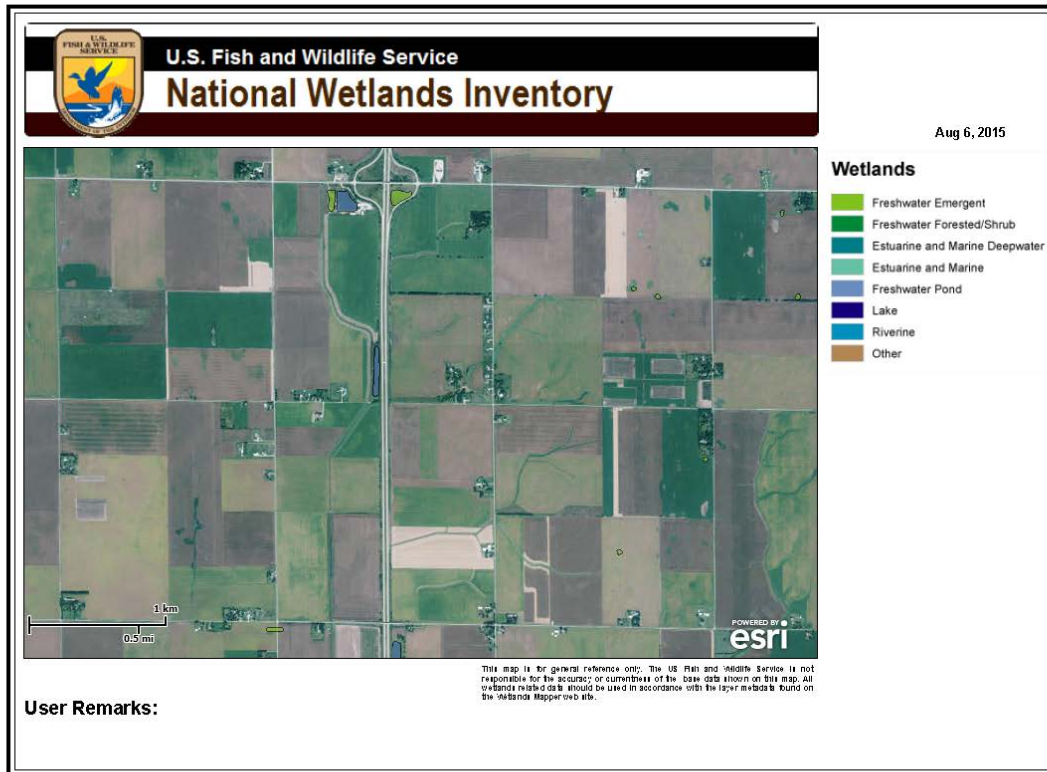 U.S.
FISH & WILDLIFE
SERVICE
DEPARTMENT OF THE INTERIOR
U.S. Fish and Wildlife Service
National Wetlands Inventory
Aug 6, 2015
Wetlands
Freshwater Emergent
Freshwater Forested/Shrub
Estuarine and Marine Deepwater
Estuarine and Marine
Freshwater Pond
Lake
Riverine
Other
1 km
0.5 mi
POWERED BY
esri
This map is for general reference only. The US Fish and Wildlife Service is not
responsible for the accuracy or currentness of the base data shown on this map. All
wetlands related data should be used in accordance with the layer metadata found on
the Wetlands Mapper web site.
User Remarks: